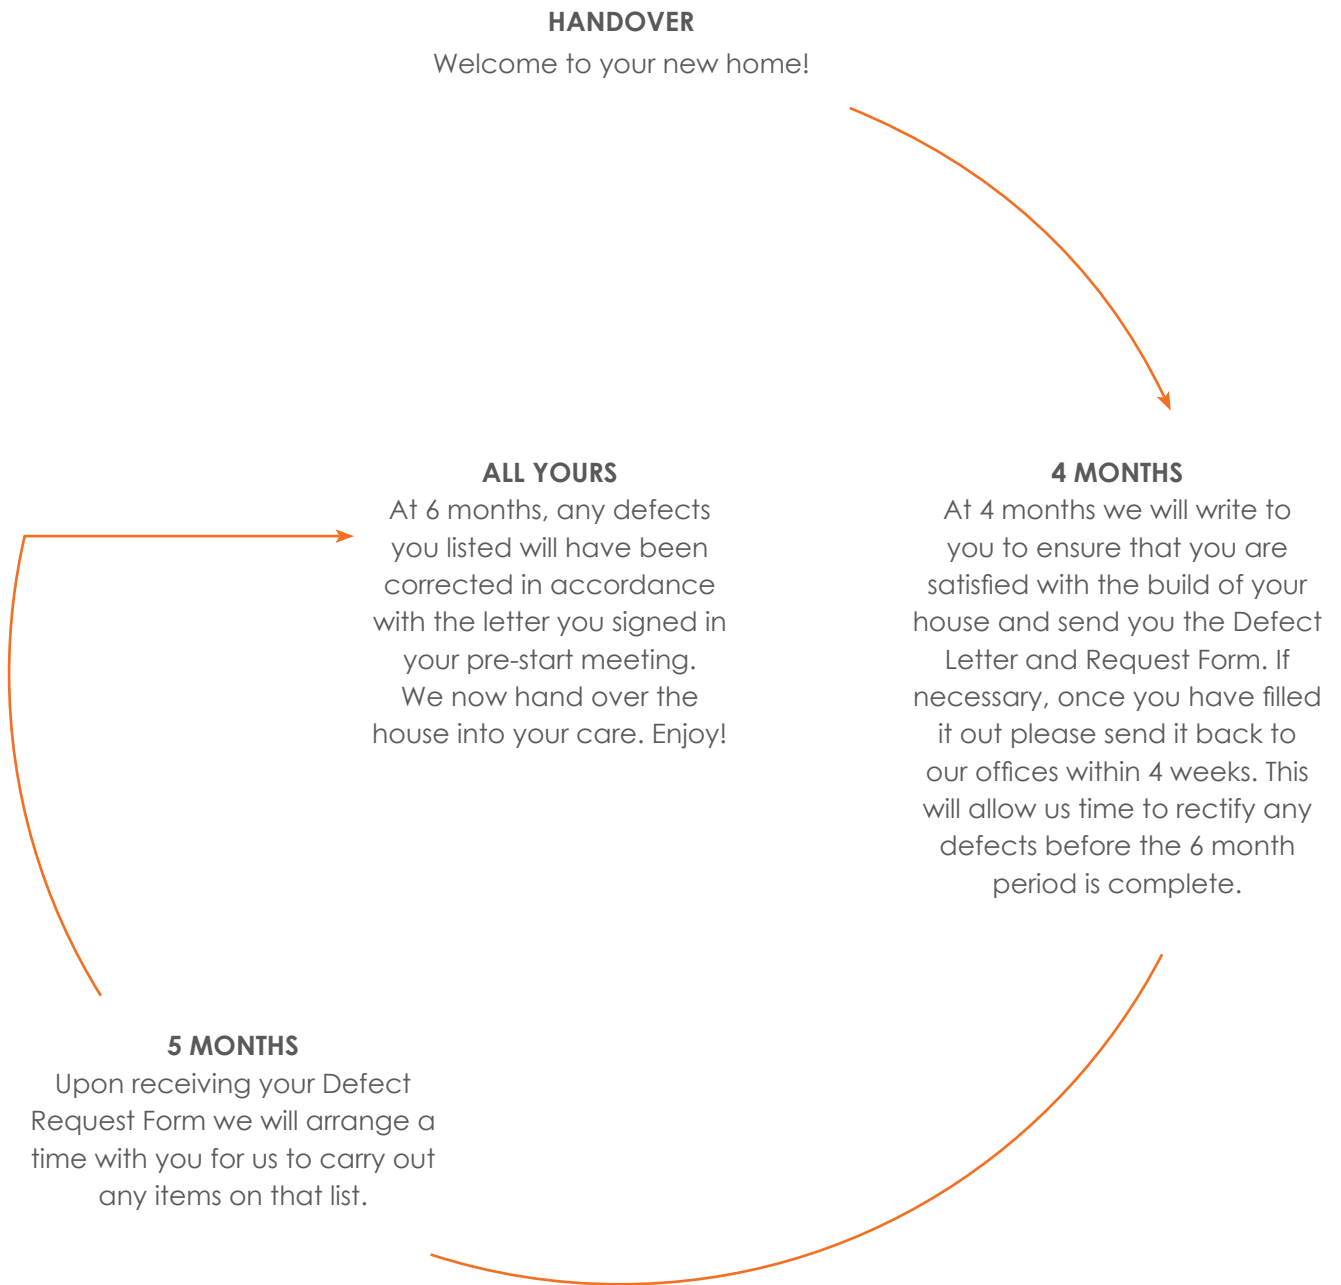 HANDOVER
Welcome to your new home!
4 MONTHS
At 4 months we will write to
you to ensure that you are
satisfied with the build of your
house and send you the Defect
Letter and Request Form. If
necessary, once you have filled
it out please send it back to
our offices within 4 weeks. This
will allow us time to rectify any
defects before the 6 month
period is complete.
5 MONTHS
Upon receiving your Defect
Request Form we will arrange a
time with you for us to carry out
any items on that list.
ALL YOURS
At 6 months, any defects
you listed will have been
corrected in accordance
with the letter you signed in
your pre-start meeting.
We now hand over the
house into your care. Enjoy!